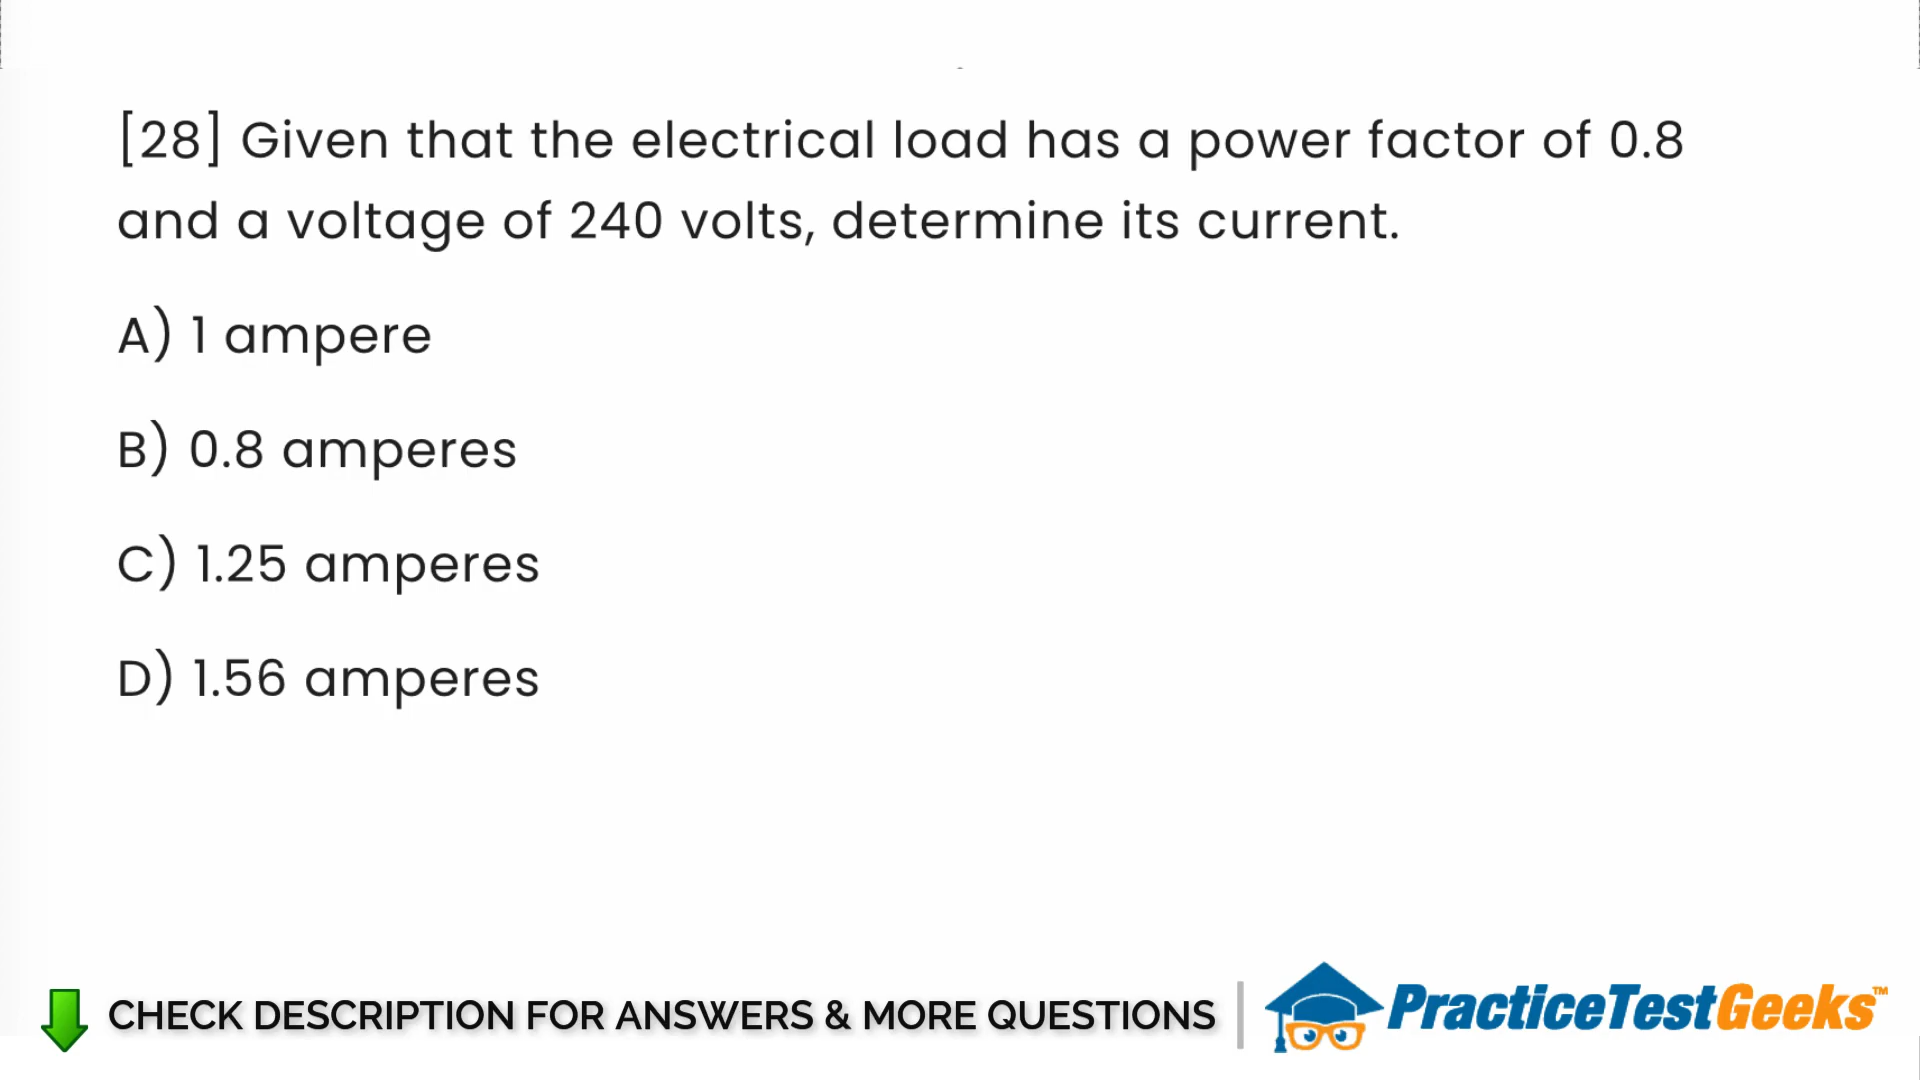 [28] Given that the electrical load has a power factor of 0.8
and a voltage of 240 volts, determine its current.
A) 1 ampere
B) 0.8 amperes
C) 1.25 amperes
D) 1.56 amperes
CHECK DESCRIPTION FOR ANSWERS & MORE QUESTIONS
PracticeTestGeeks™